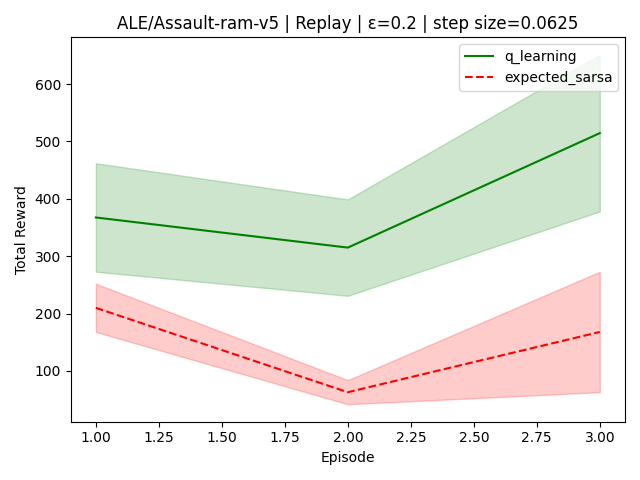 ALE/Assault-ram-v5 | Replay | ε=0.2 | step size=0.0625
q_learning
expected_sarsa
Total Reward
600
500
400
300
200
100
1.00 1.25 1.50 1.75 2.00 2.25 2.50 2.75 3.00
Episode